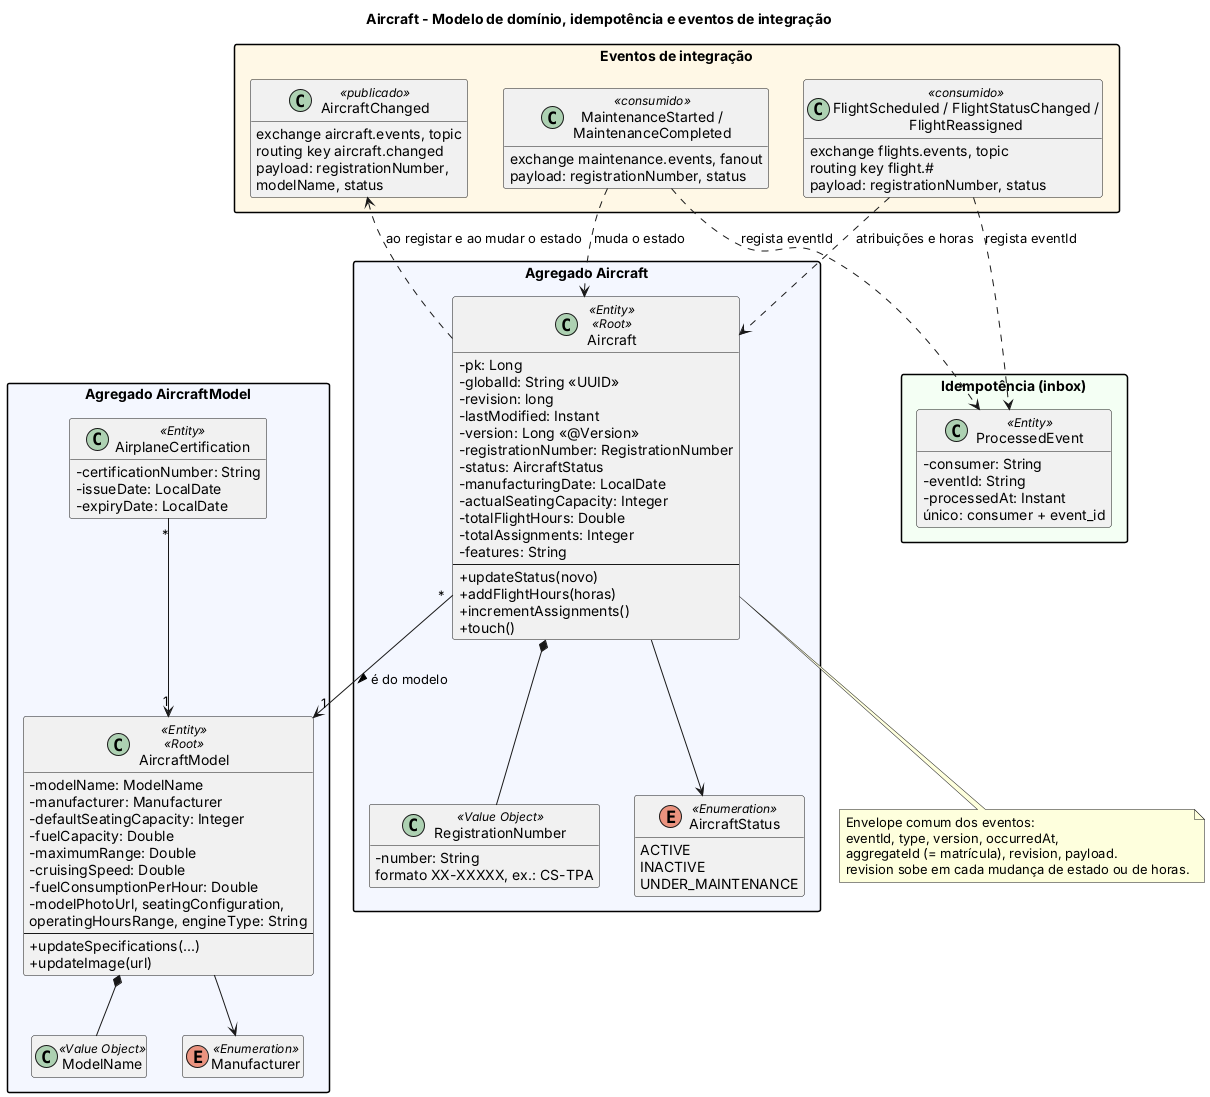 Aircraft - Modelo de domínio, idempotência e eventos de integração
Eventos de integração
«publicado»
AircraftChanged
exchange aircraft.events, topic
routing key aircraft.changed
payload: registrationNumber,
modelName, status
«consumido»
MaintenanceStarted /
MaintenanceCompleted
exchange maintenance.events, fanout
payload: registrationNumber, status
«consumido»
FlightScheduled / FlightStatusChanged /
FlightReassigned
exchange flights.events, topic
routing key flight.#
payload: registrationNumber, status
ao registar e ao mudar o estado
muda o estado
regista eventId
atribuições e horas
regista eventId
Agregado Aircraft
«Entity»
«Root»
Aircraft
-pk: Long
-globalId: String «UUID»
-revision: long
-lastModified: Instant
-version: Long «@Version»
-registrationNumber: RegistrationNumber
-status: AircraftStatus
-manufacturingDate: LocalDate
-actualSeatingCapacity: Integer
-totalFlightHours: Double
-totalAssignments: Integer
-features: String
+updateStatus(novo)
+addFlightHours(horas)
+incrementAssignments()
+touch()
Idempotência (inbox)
«Entity»
ProcessedEvent
-consumer: String
-eventId: String
-processedAt: Instant
único: consumer + event_id
Agregado AircraftModel
«Entity»
AirplaneCertification
-certificationNumber: String
-issueDate: LocalDate
-expiryDate: LocalDate
*
1
*
1
é do modelo
«Entity»
«Root»
AircraftModel
-modelName: ModelName
-manufacturer: Manufacturer
-defaultSeatingCapacity: Integer
-fuelCapacity: Double
-maximumRange: Double
-cruisingSpeed: Double
-fuelConsumptionPerHour: Double
-modelPhotoUrl, seatingConfiguration,
operatingHoursRange, engineType: String
+updateSpecifications(...)
+updateImage(url)
«Value Object»
RegistrationNumber
-number: String
formato XX-XXXXX, ex.: CS-TPA
«Enumeration»
AircraftStatus
ACTIVE
INACTIVE
UNDER_MAINTENANCE
Envelope comum dos eventos:
eventId, type, version, occurredAt,
aggregateId (= matrícula), revision, payload.
revision sobe em cada mudança de estado ou de horas.
«Value Object»
ModelName
«Enumeration»
Manufacturer